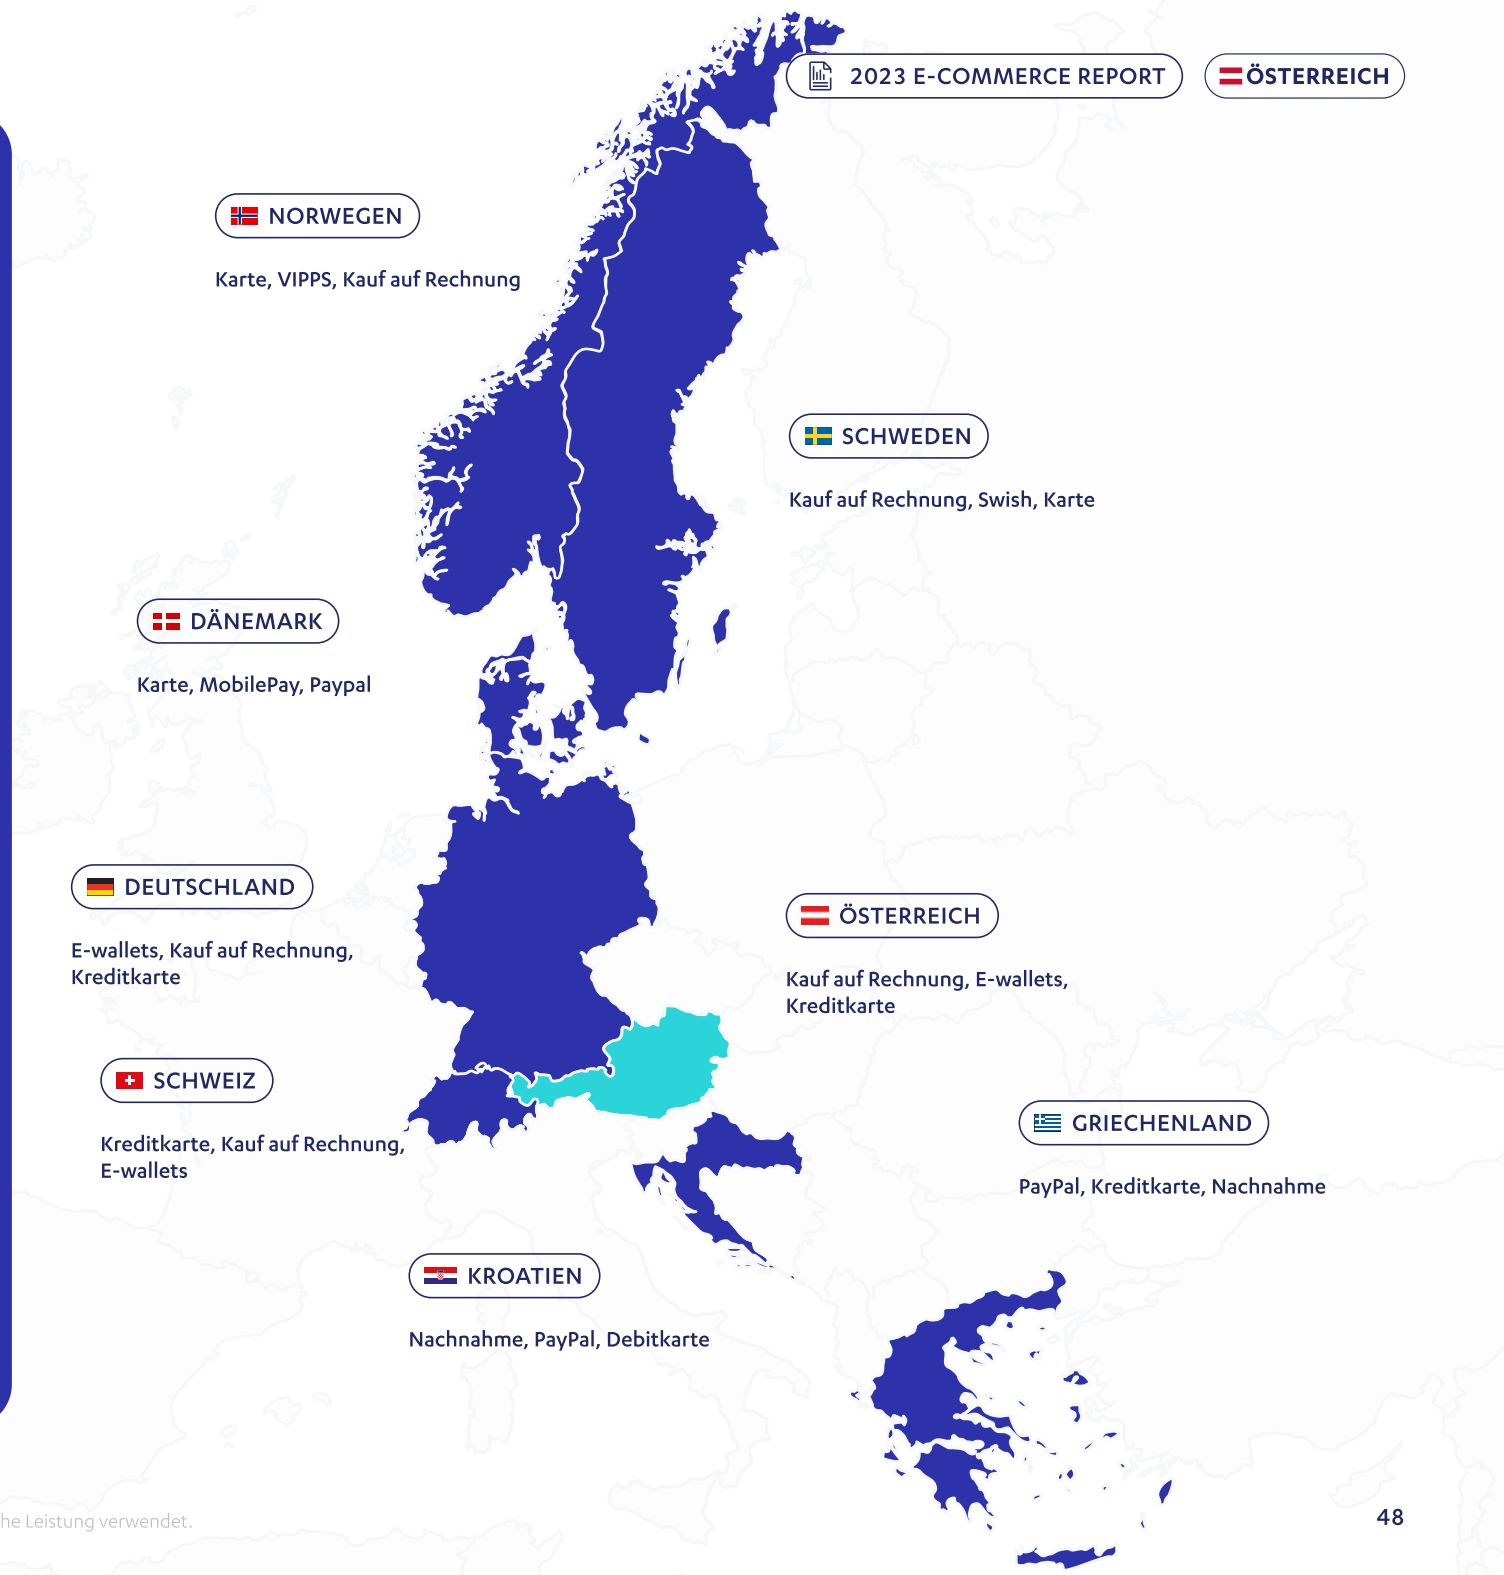 2023 E-COMMERCE REPORT
ÖSTERREICH
NORWEGEN
Karte, VIPPS, Kauf auf Rechnung
SCHWEDEN
Kauf auf Rechnung, Swish, Karte
DÄNEMARK
Karte, MobilePay, Paypal
DEUTSCHLAND
E-wallets, Kauf auf Rechnung,
Kreditkarte
ÖSTERREICH
Kauf auf Rechnung, E-wallets,
Kreditkarte
SCHWEIZ
Kreditkarte, Kauf auf Rechnung,
E-wallets
GRIECHENLAND
PayPal, Kreditkarte, Nachnahme
KROATIEN
Nachnahme, PayPal, Debitkarte
he Leistung verwendet.
48